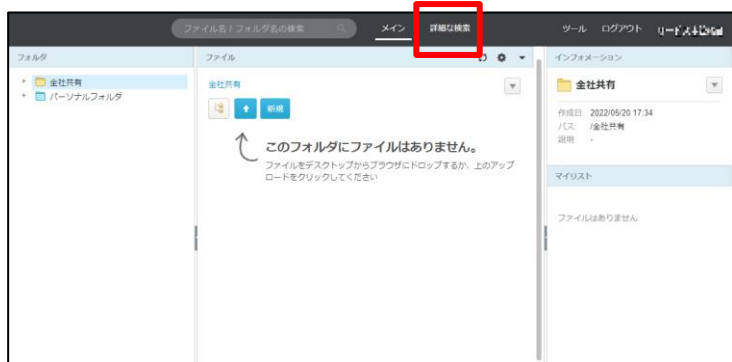 ファイル名 / フォルダ名の検索
メイン
詳細な検索
ツール
ログアウト
フォルダ
ファイル
インフォメーション
全社共有
パーソナルフォルダ
全社共有
新規
このフォルダにファイルはありません。
ファイルをデスクトップからブラウザにドロップするか、上のアップ
ロードをクリックしてください
全社共有
作成日: 2022/05/20 17:34
パス: /全社共有
説明 -
マイリスト
ファイルはありません